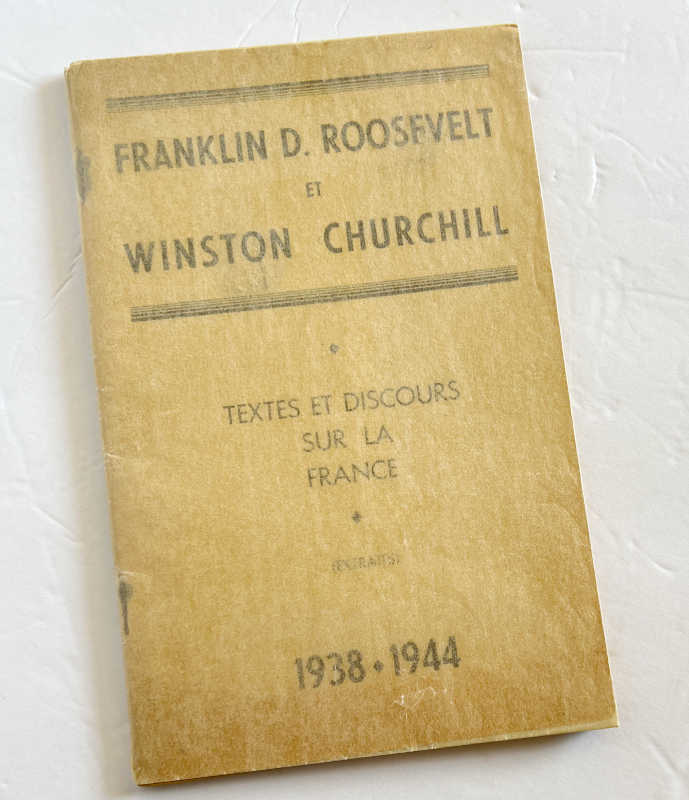 FRANKLIN D. ROOSEVELT
ET
WINSTON CHURCHILL
TEXTES ET DISCOURS
SUR LA
FRANCE
(EXTRAITS)
1938 • 1944